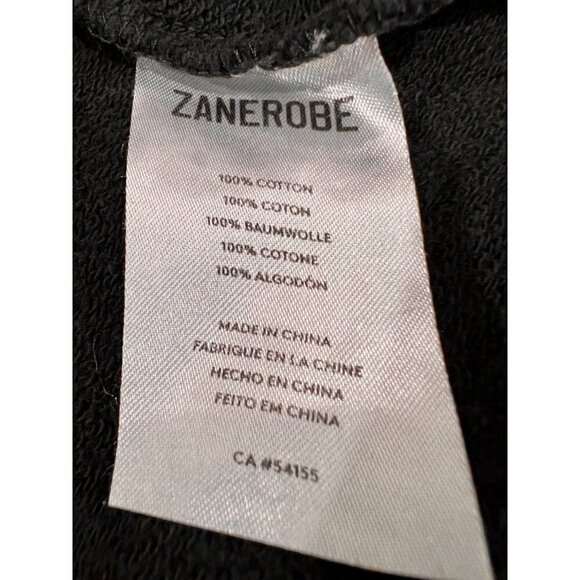 ZANEROBE
100% COTTON
100% COTON
100% BAUMWOLLE
100% COTONE
100% ALGODÓN
MADE IN CHINA
FABRIQUE EN LA CHINE
HECHO EN CHINA
FEITO EM CHINA
CA #54155